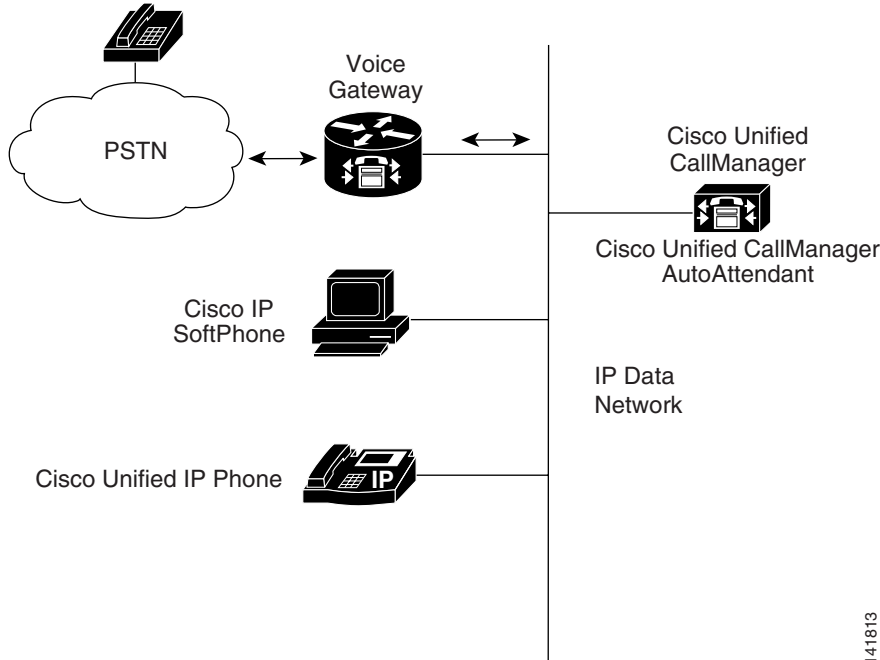 Voice
Gateway
PSTN
Cisco Unified
CallManager
Cisco Unified CallManager
AutoAttendant
Cisco IP
SoftPhone
IP Data
Network
Cisco Unified IP Phone
IP
141813